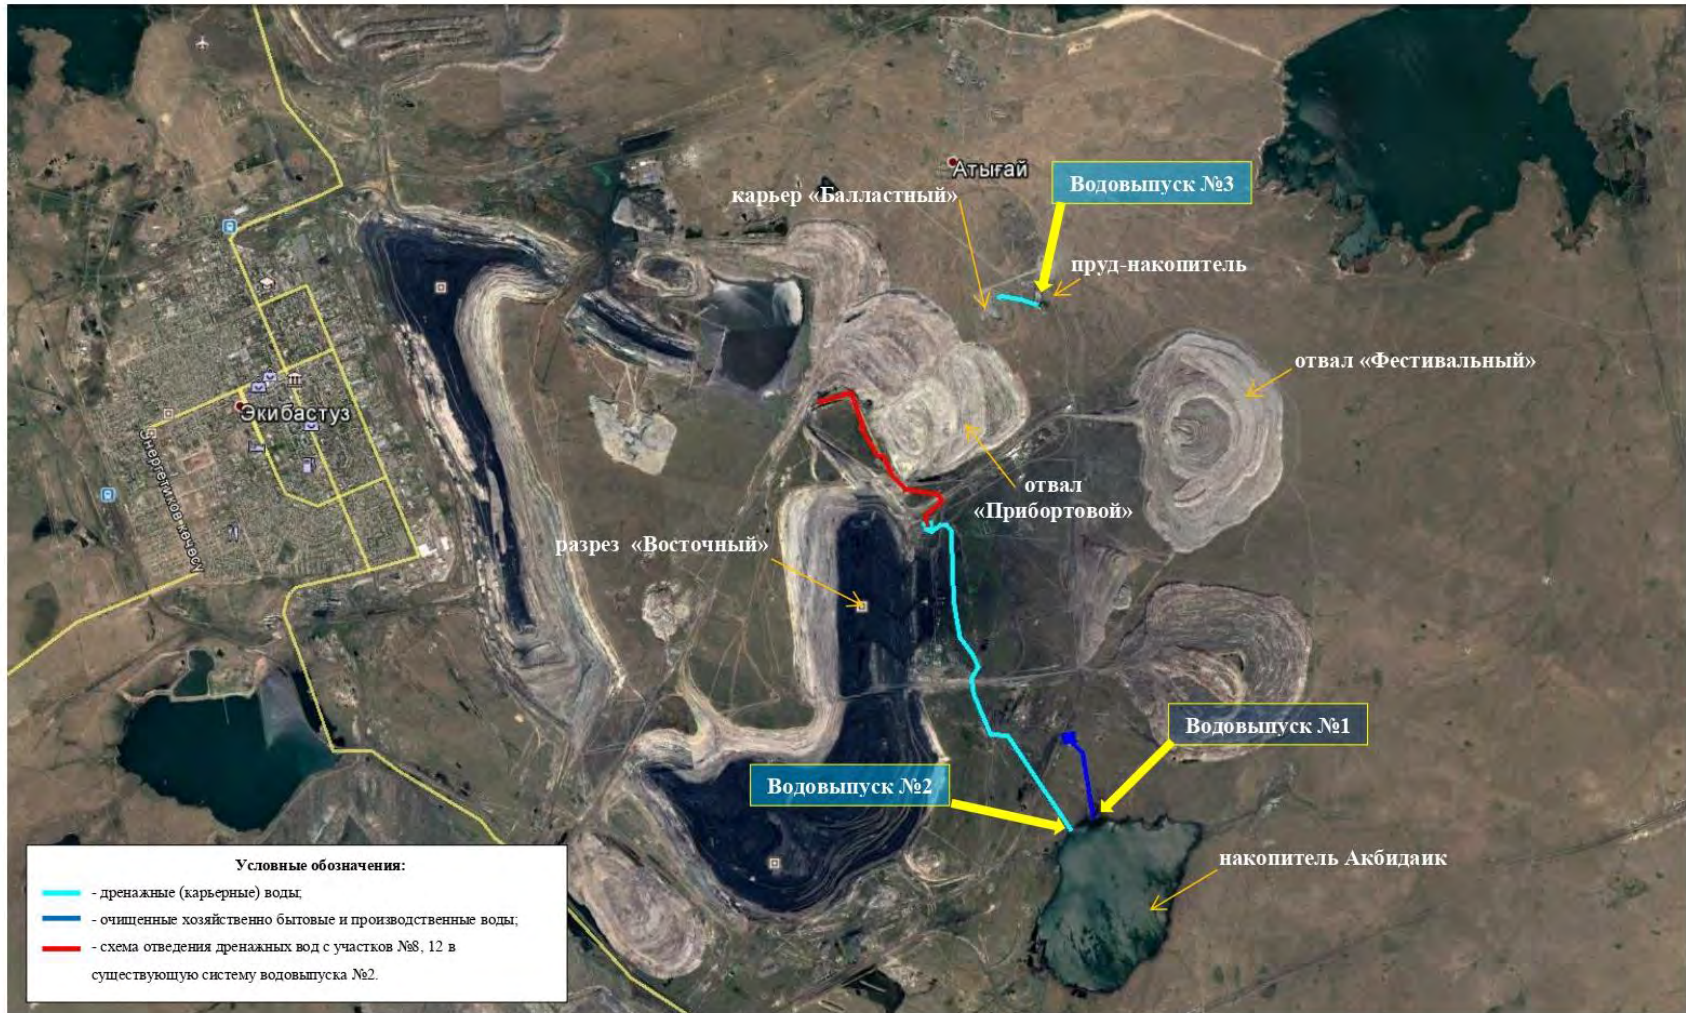 Атығай
Водовыпуск №3
карьер «Балластный»
пруд-накопитель
отвал «Фестивальный»
Экибастуз
Энергетиков көчесу
отвал
«Прибортовой»
разрез «Восточный»
Водовыпуск №1
Водовыпуск №2
накопитель Акбидаик
Условные обозначения:
- дренажные (карьерные) воды;
- очищенные хозяйственно бытовые и производственные воды;
- схема отведения дренажных вод с участков №8, 12 в
существующую систему водовыпуска №2.